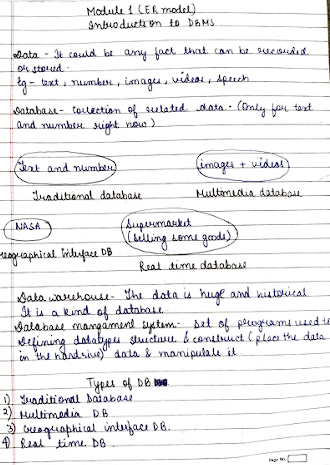 Module 1 (ER model)
Introduction to DBMS
Data - It could be any fact that can be recorded
or stored.
Eg - text, number, images, videos, speech
Database - Collection of related data. (Only for text
and number right now)
Text and number
images + videos
Traditional database
Multimedia database
NASA
Supermarket
(Selling some goods)
Geographical Interface DB
Real time database
Data warehouse - The data is huge and historical
It is a kind of database
Database mangament system - Set of programs used to
Defining datatypes structure & construct (place the data
in the hardrive) data & manipulate it.
Types of DB
1) Traditional Database
2) Multimedia DB
3) Geographical interface DB.
4) Real time DB.
Page No.